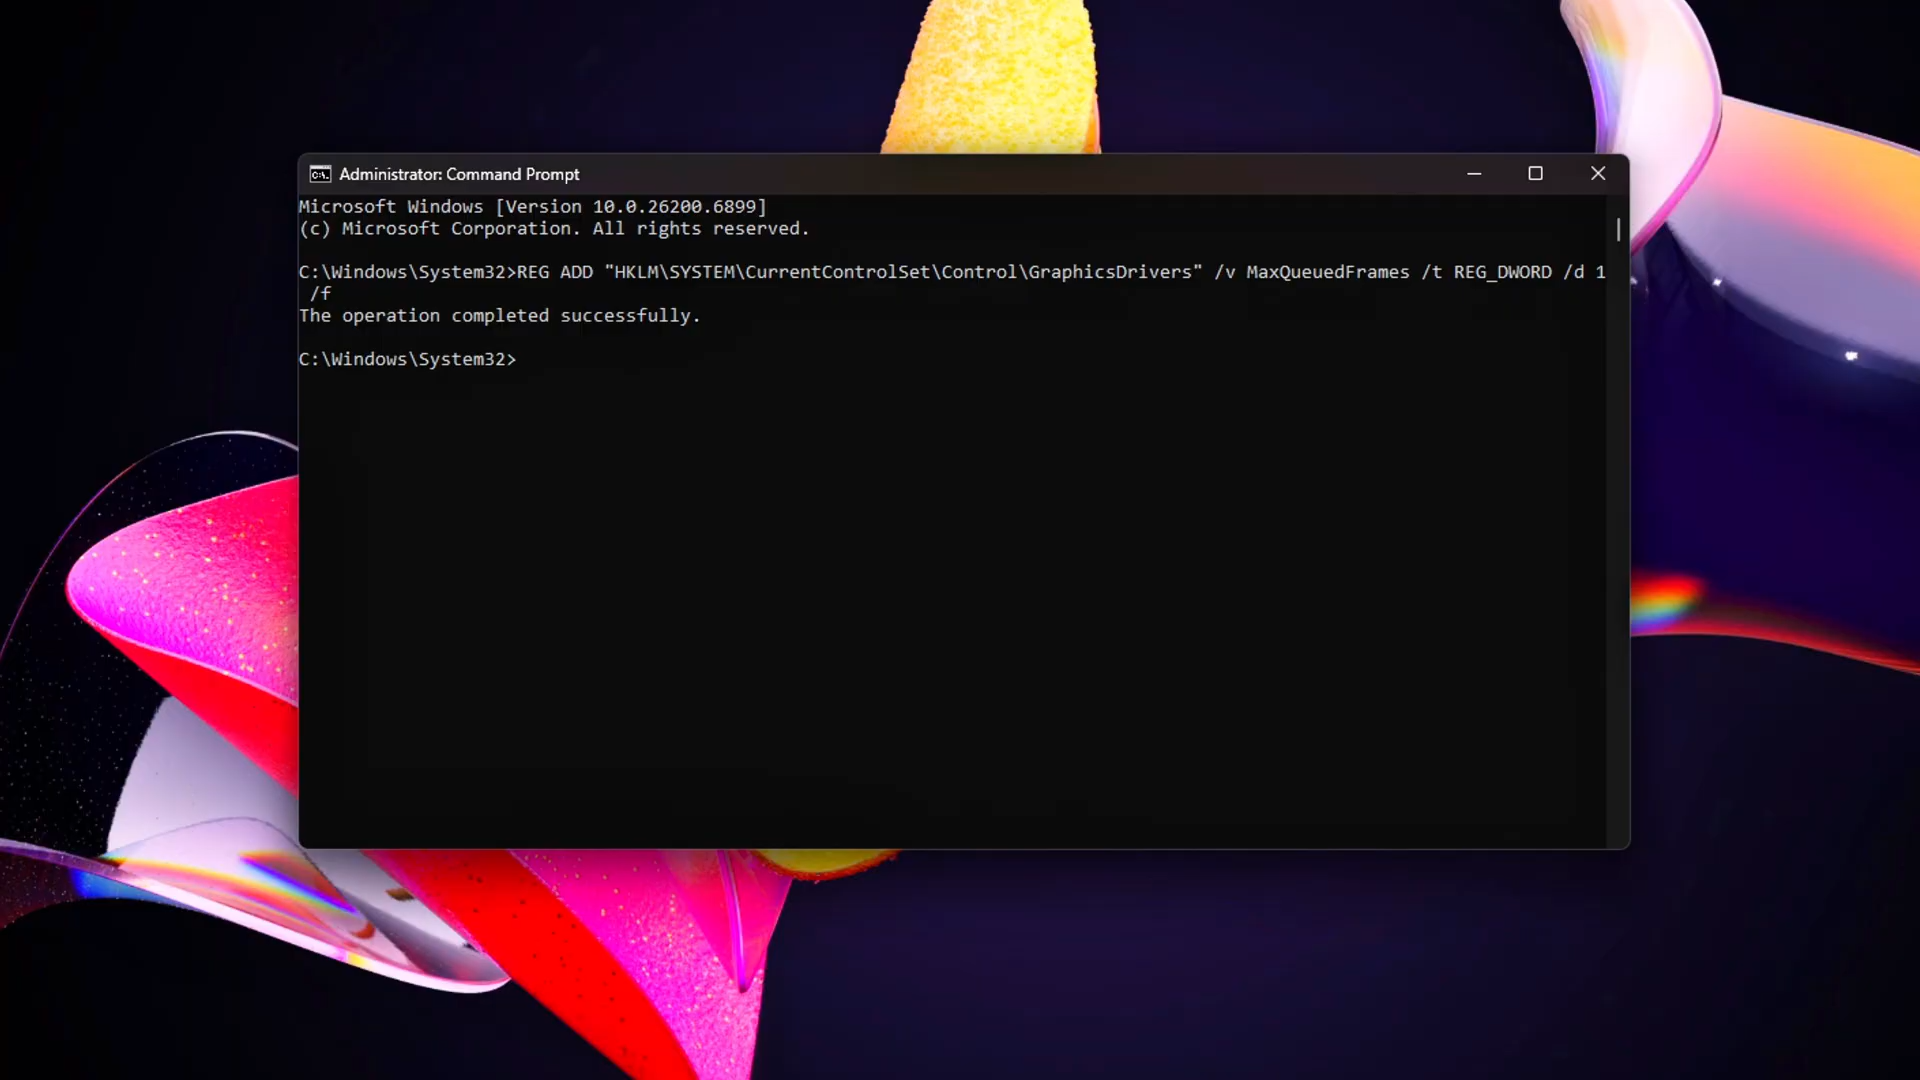 Administrator: Command Prompt
Microsoft Windows [Version 10.0.26200.6899]
(c) Microsoft Corporation. All rights reserved.
C:\Windows\System32>REG ADD "HKLM\SYSTEM\CurrentControlSet\Control\GraphicsDrivers" /v MaxQueuedFrames /t REG_DWORD /d 1
/f
The operation completed successfully.
C:\Windows\System32>